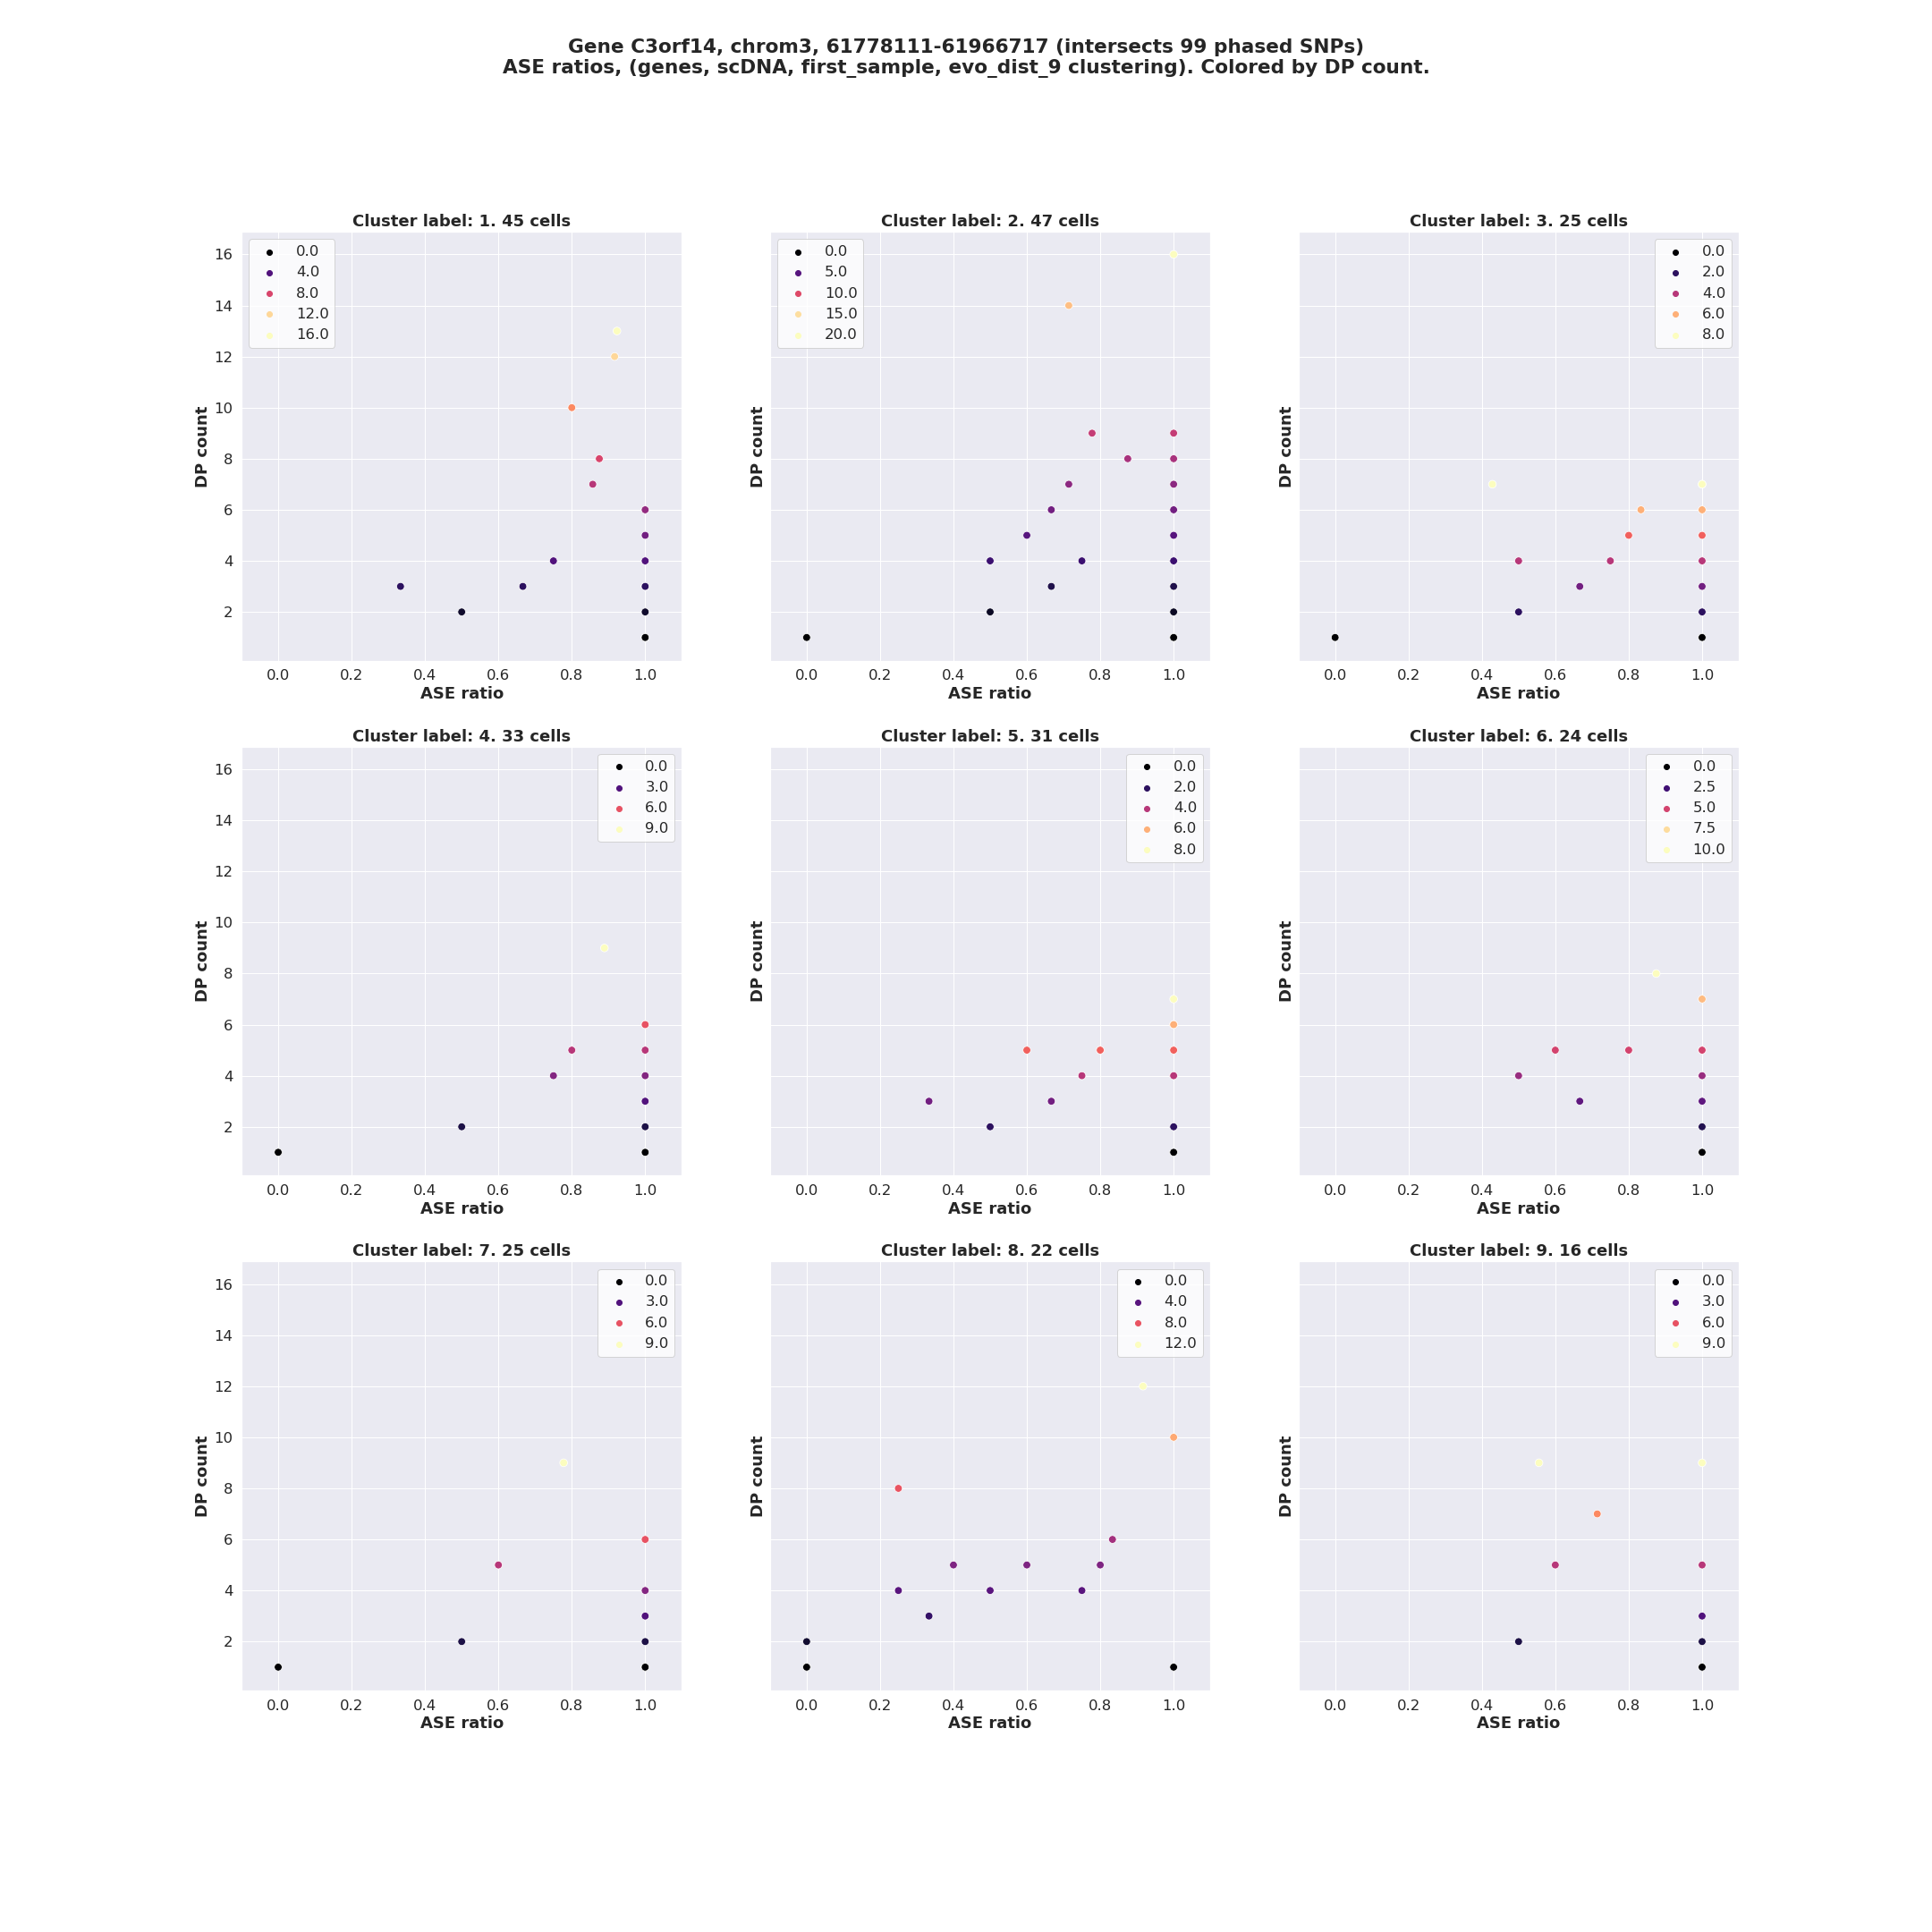 Gene C3orf14, chrom3, 61778111-61966717 (intersects 99 phased SNPs)
ASE ratios, (genes, scDNA, first_sample, evo_dist_9 clustering). Colored by DP count.
Cluster label: 1. 45 cells
0.0
4.0
8.0
12.0
16.0
16
14
12
10
8
6
4
2
DP count
0.0 0.2 0.4 0.6 0.8 1.0
ASE ratio
Cluster label: 2. 47 cells
0.0
5.0
10.0
15.0
20.0
DP count
0.0 0.2 0.4 0.6 0.8 1.0
ASE ratio
Cluster label: 3. 25 cells
0.0
2.0
4.0
6.0
8.0
DP count
0.0 0.2 0.4 0.6 0.8 1.0
ASE ratio
Cluster label: 4. 33 cells
0.0
3.0
6.0
9.0
16
14
12
10
8
6
4
2
DP count
0.0 0.2 0.4 0.6 0.8 1.0
ASE ratio
Cluster label: 5. 31 cells
0.0
2.0
4.0
6.0
8.0
DP count
0.0 0.2 0.4 0.6 0.8 1.0
ASE ratio
Cluster label: 6. 24 cells
0.0
2.5
5.0
7.5
10.0
DP count
0.0 0.2 0.4 0.6 0.8 1.0
ASE ratio
Cluster label: 7. 25 cells
0.0
3.0
6.0
9.0
16
14
12
10
8
6
4
2
DP count
0.0 0.2 0.4 0.6 0.8 1.0
ASE ratio
Cluster label: 8. 22 cells
0.0
4.0
8.0
12.0
DP count
0.0 0.2 0.4 0.6 0.8 1.0
ASE ratio
Cluster label: 9. 16 cells
0.0
3.0
6.0
9.0
DP count
0.0 0.2 0.4 0.6 0.8 1.0
ASE ratio